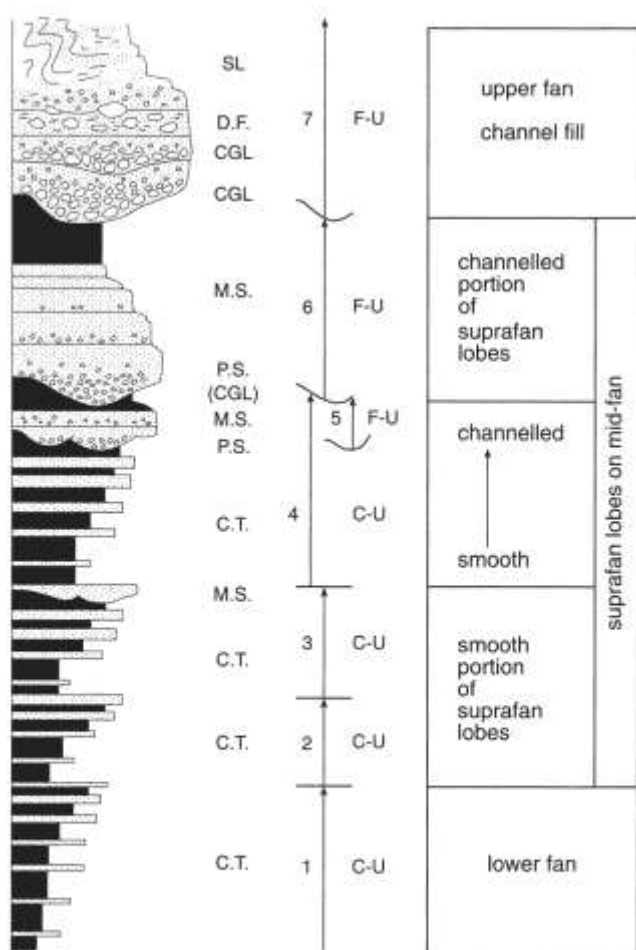 SL
D.F.
CGL
CGL
M.S.
P.S.
(CGL)
M.S.
P.S.
C.T.
M.S.
C.T.
C.T.
C.T.
7 F-U
6 F-U
5 F-U
4 C-U
3 C-U
2 C-U
1 C-U
upper fan
channel fill
channelled
portion
of
suprafan
lobes
channelled
smooth
smooth
portion
of
suprafan
lobes
lower fan
suprafan lobes on mid-fan